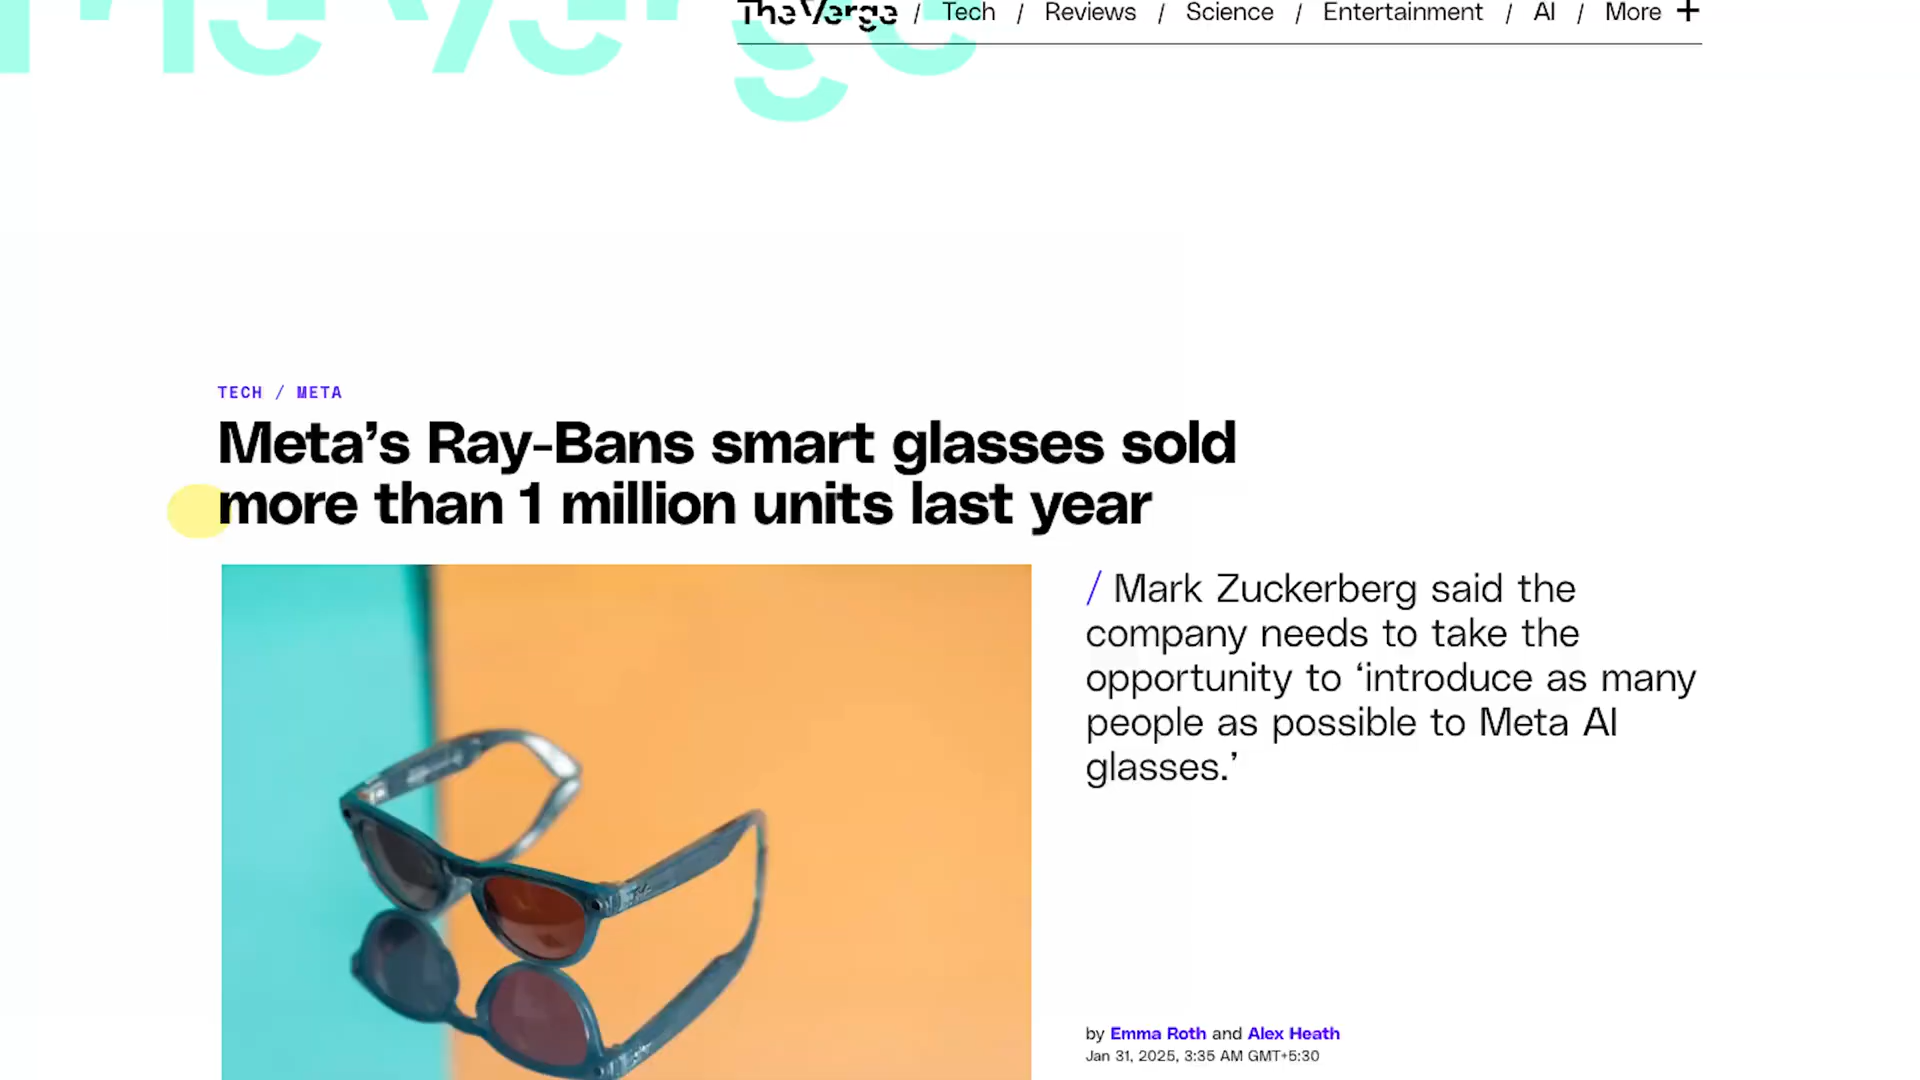 The Verge
The Verge / Tech / Reviews / Science / Entertainment / AI / More +
TECH / META
Meta’s Ray-Bans smart glasses sold
more than 1 million units last year
/ Mark Zuckerberg said the
company needs to take the
opportunity to ‘introduce as many
people as possible to Meta AI
glasses.’
by Emma Roth and Alex Heath
Jan 31, 2025, 3:35 AM GMT+5:30